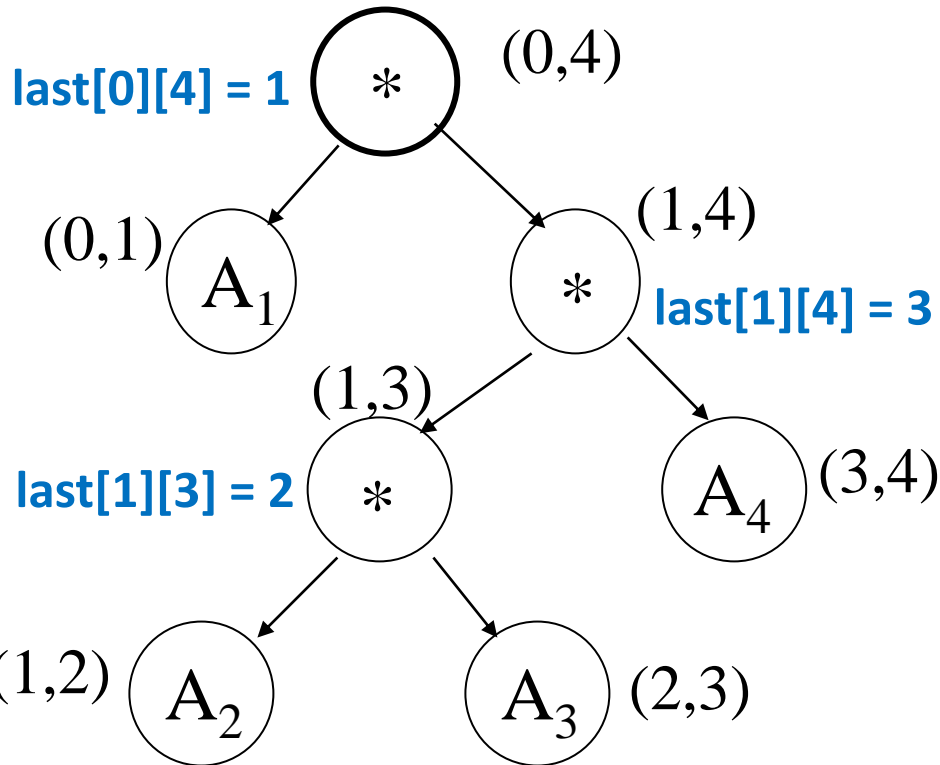 (0,4)
last[0][4] = 1
*
(0,1)
A1
(1,4)
*
last[1][4] = 3
(1,3)
last[1][3] = 2
*
A4
(3,4)
(1,2)
A2
A3
(2,3)